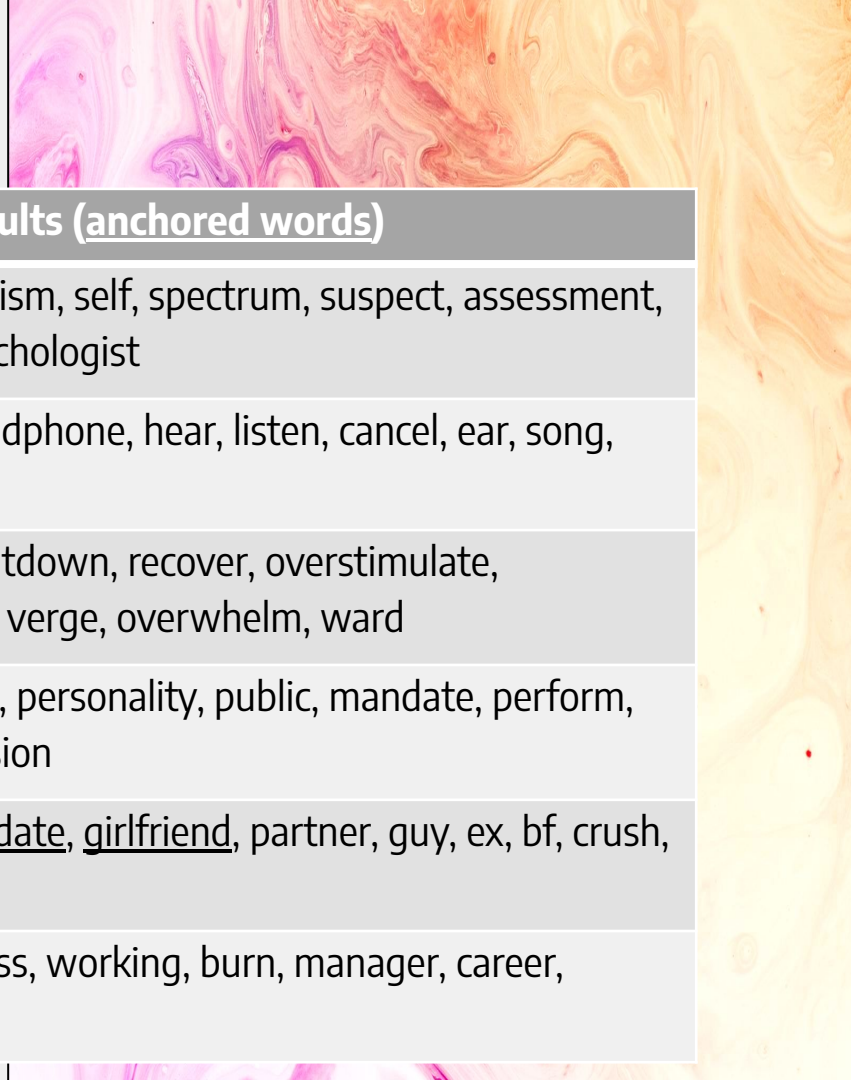 ults (anchored words)
ism, self, spectrum, suspect, assessment,
chologist
dphone, hear, listen, cancel, ear, song,
tdown, recover, overstimulate,
verge, overwhelm, ward
, personality, public, mandate, perform,
sion
date, girlfriend, partner, guy, ex, bf, crush,
ss, working, burn, manager, career,